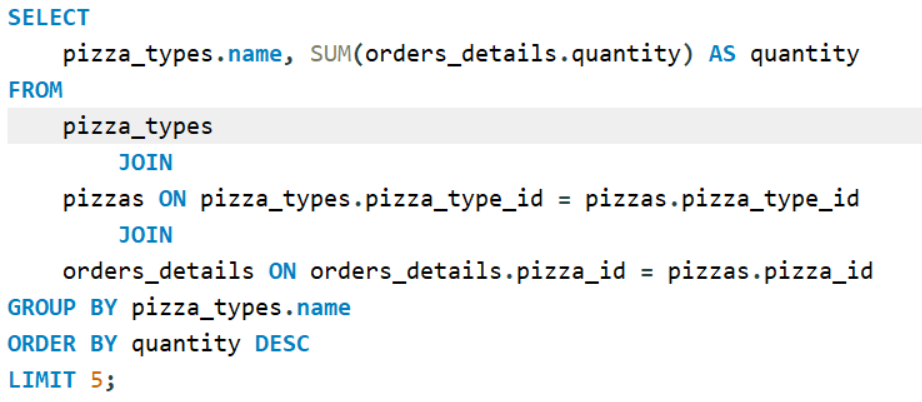 SELECT
    pizza_types.name, SUM(orders_details.quantity) AS quantity
FROM
    pizza_types
        JOIN
    pizzas ON pizza_types.pizza_type_id = pizzas.pizza_type_id
        JOIN
    orders_details ON orders_details.pizza_id = pizzas.pizza_id
GROUP BY pizza_types.name
ORDER BY quantity DESC
LIMIT 5;